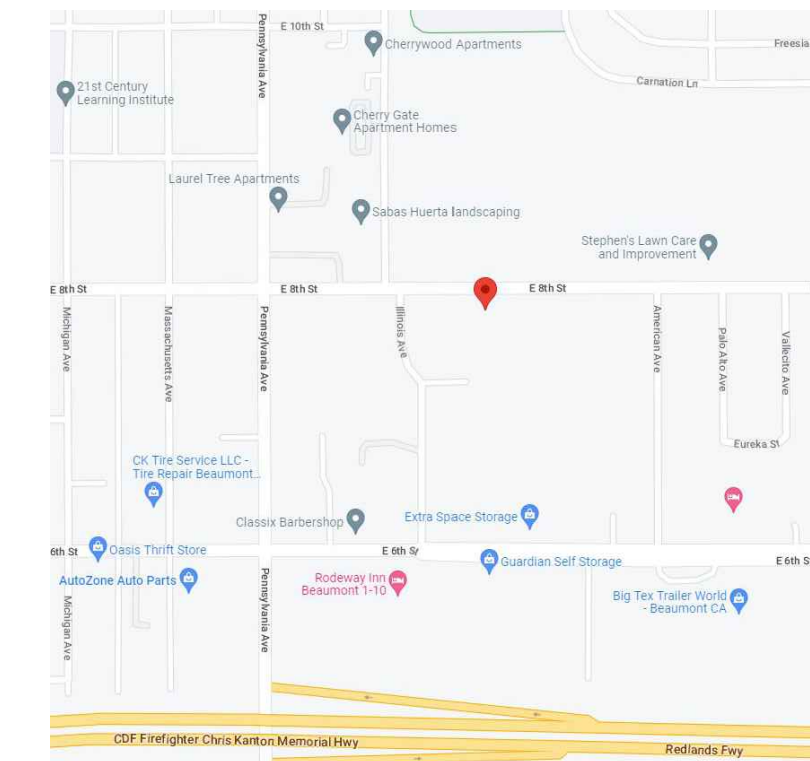 E 10th St
Pennsylvania Ave
Cherrywood Apartments
Freesia
Carnation Ln
21st Century
Learning Institute
Cherry Gate
Apartment Homes
Laurel Tree Apartments
Sabas Huerta landscaping
Stephen's Lawn Care
and Improvement
E 8th St
E 8th St
E 8th St
Michigan Ave
Massachusetts Ave
Pennsylvania Ave
Illinois Ave
American Ave
Palo Alto Ave
Vallecito Ave
Eureka St
CK Tire Service LLC -
Tire Repair Beaumont...
Classix Barbershop
Extra Space Storage
6th St
Oasis Thrift Store
E 6th S
Guardian Self Storage
E 6th S
AutoZone Auto Parts
Rodeway Inn
Beaumont 1-10
Big Tex Trailer World
- Beaumont CA
Michigan Ave
Pennsylvania Ave
CDF Firefighter Chris Kanton Memorial Hwy
Redlands Fwy